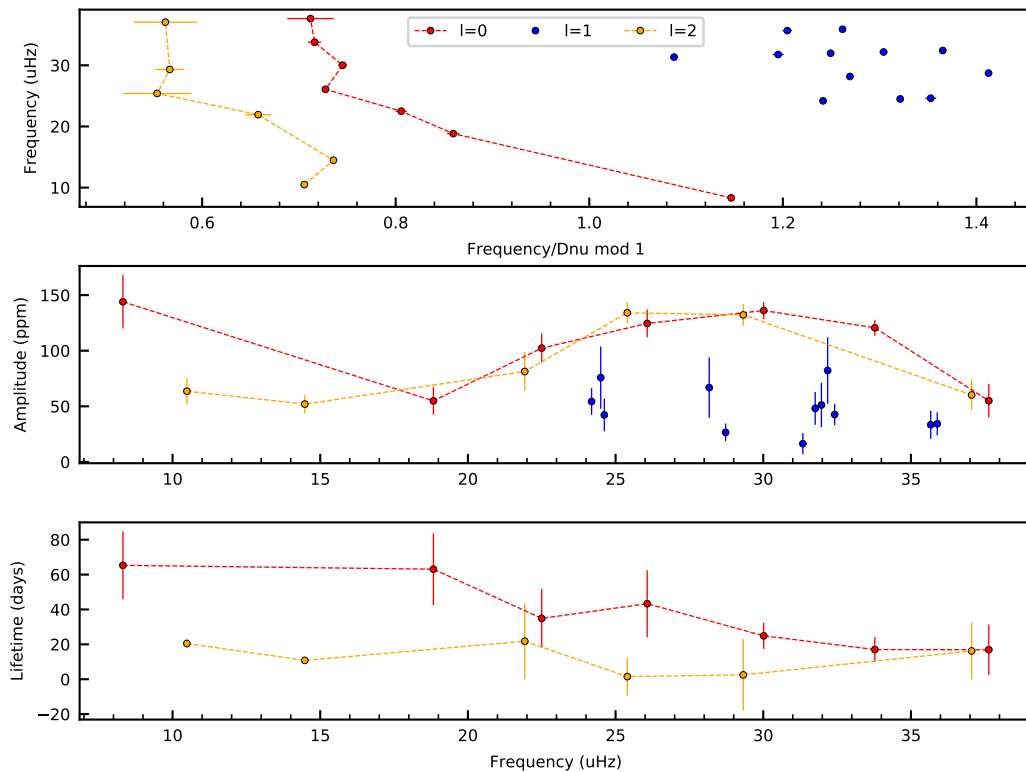 l=0 l=1 l=2
Frequency (uHz)
30
20
10
0.6 0.8 1.0 1.2 1.4
Frequency/Dnu mod 1
Amplitude (ppm)
150
100
50
0
10 15 20 25 30 35
Lifetime (days)
80
60
40
20
0
−20
10 15 20 25 30 35
Frequency (uHz)